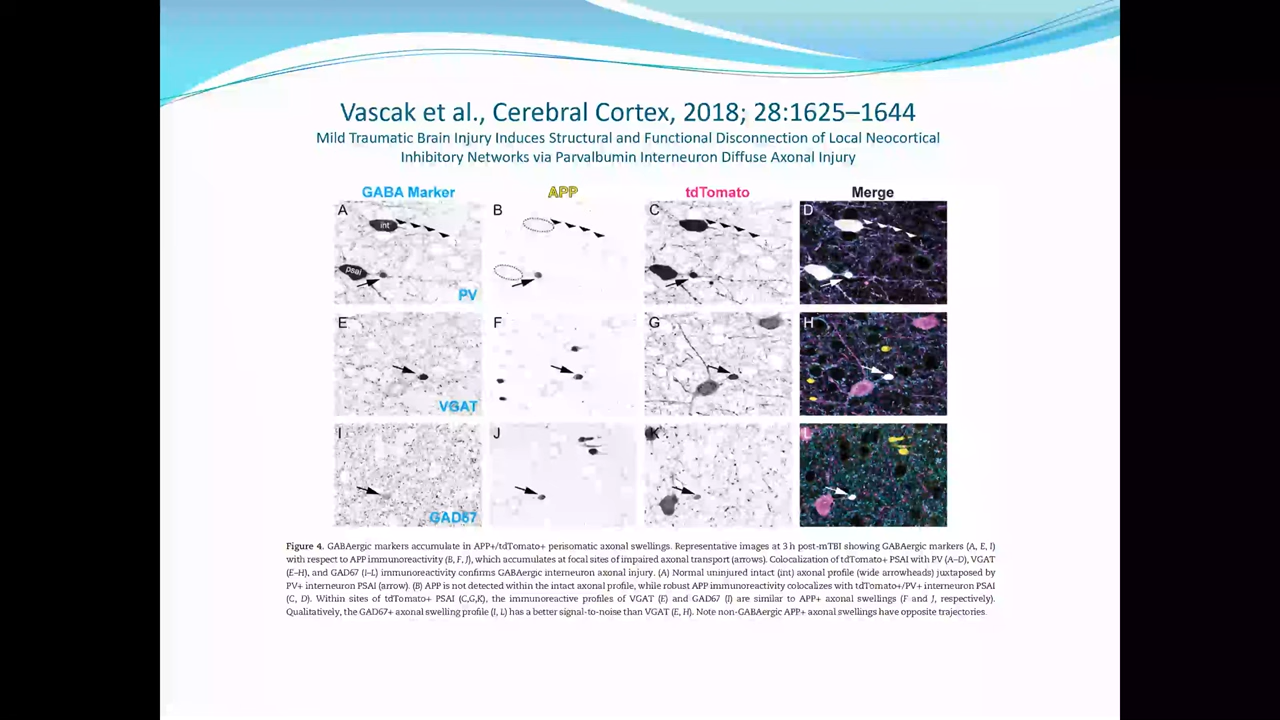 Vascak et al., Cerebral Cortex, 2018; 28:1625–1644
Mild Traumatic Brain Injury Induces Structural and Functional Disconnection of Local Neocortical
Inhibitory Networks via Parvalbumin Interneuron Diffuse Axonal Injury
GABA Marker APP tdTomato Merge
A int psai PV B C D
E VGAT F G H
I GAD67 J K L
Figure 4. GABAergic markers accumulate in APP+/tdTomato+ perisomatic axonal swellings. Representative images at 3 h post-mTBI showing GABAergic markers (A, E, I)
with respect to APP immunoreactivity (B, F, J), which accumulates at focal sites of impaired axonal transport (arrows). Colocalization of tdTomato+ PSAI with PV (A–D), VGAT
(E–H), and GAD67 (I–L) immunoreactivity confirms GABAergic interneuron axonal injury. (A) Normal uninjured intact (int) axonal profile (wide arrowheads) juxtaposed by
PV+ interneuron PSAI (arrow). (B) APP is not detected within the intact axonal profile, while robust APP immunoreactivity colocalizes with tdTomato+/PV+ interneuron PSAI
(C, D). Within sites of tdTomato+ PSAI (C,G,K), the immunoreactive profiles of VGAT (E) and GAD67 (I) are similar to APP+ axonal swellings (F and J, respectively).
Qualitatively, the GAD67+ axonal swelling profile (I, L) has a better signal-to-noise than VGAT (E, H). Note non-GABAergic APP+ axonal swellings have opposite trajectories.